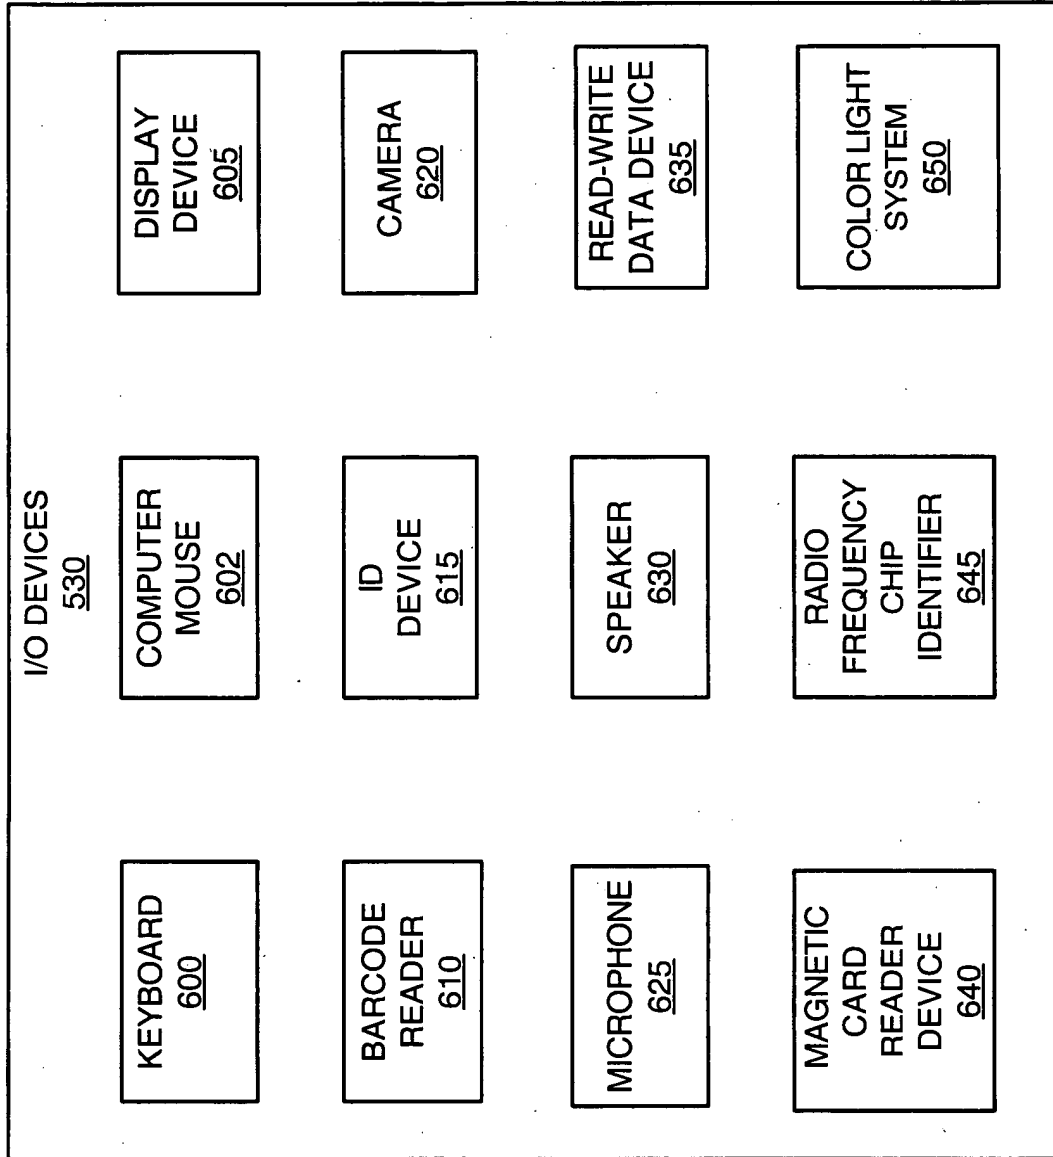 I/O DEVICES
530
KEYBOARD
600
COMPUTER
MOUSE
602
DISPLAY
DEVICE
605
BARCODE
READER
610
ID
DEVICE
615
CAMERA
620
MICROPHONE
625
SPEAKER
630
READ-WRITE
DATA DEVICE
635
MAGNETIC
CARD
READER
DEVICE
640
RADIO
FREQUENCY
CHIP
IDENTIFIER
645
COLOR LIGHT
SYSTEM
650